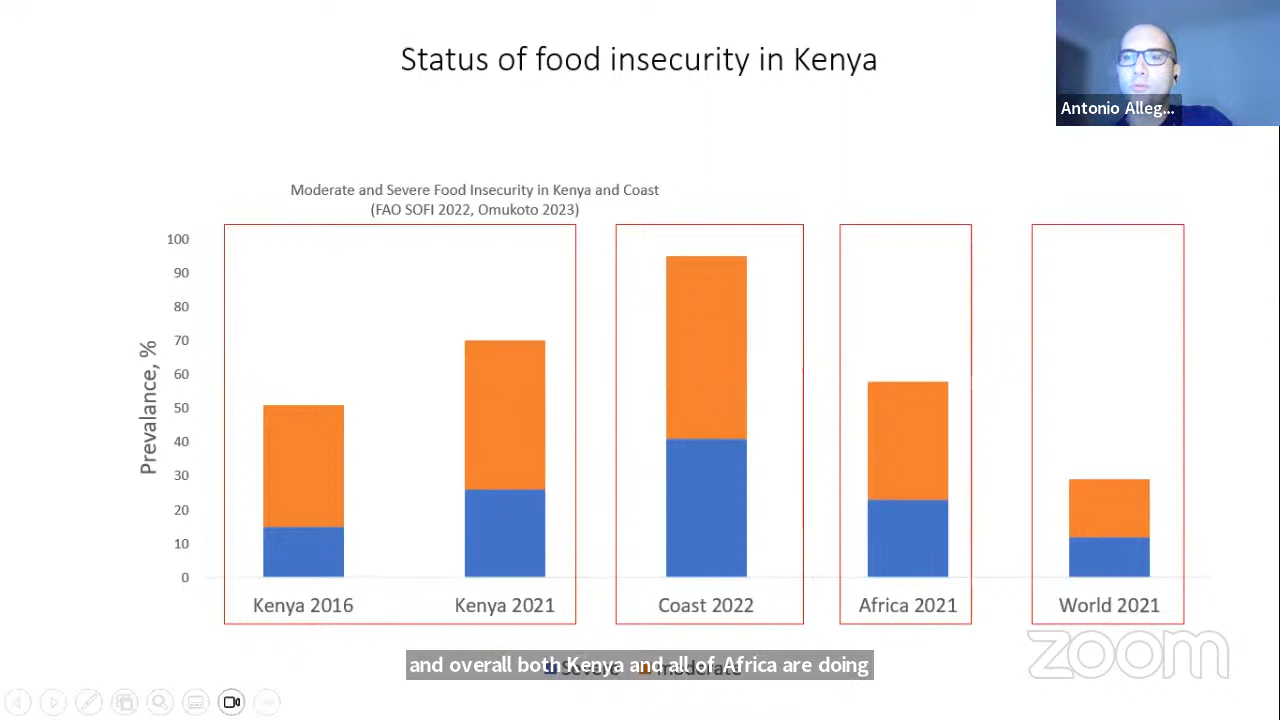 Status of food insecurity in Kenya
Antonio Alleg...
Moderate and Severe Food Insecurity in Kenya and Coast
(FAO SOFI 2022, Omukoto 2023)
Prevalance, %
100
90
80
70
60
50
40
30
20
10
0
Kenya 2016
Kenya 2021
Coast 2022
Africa 2021
World 2021
Severe
moderate
and overall both Kenya and all of Africa are doing
zoom